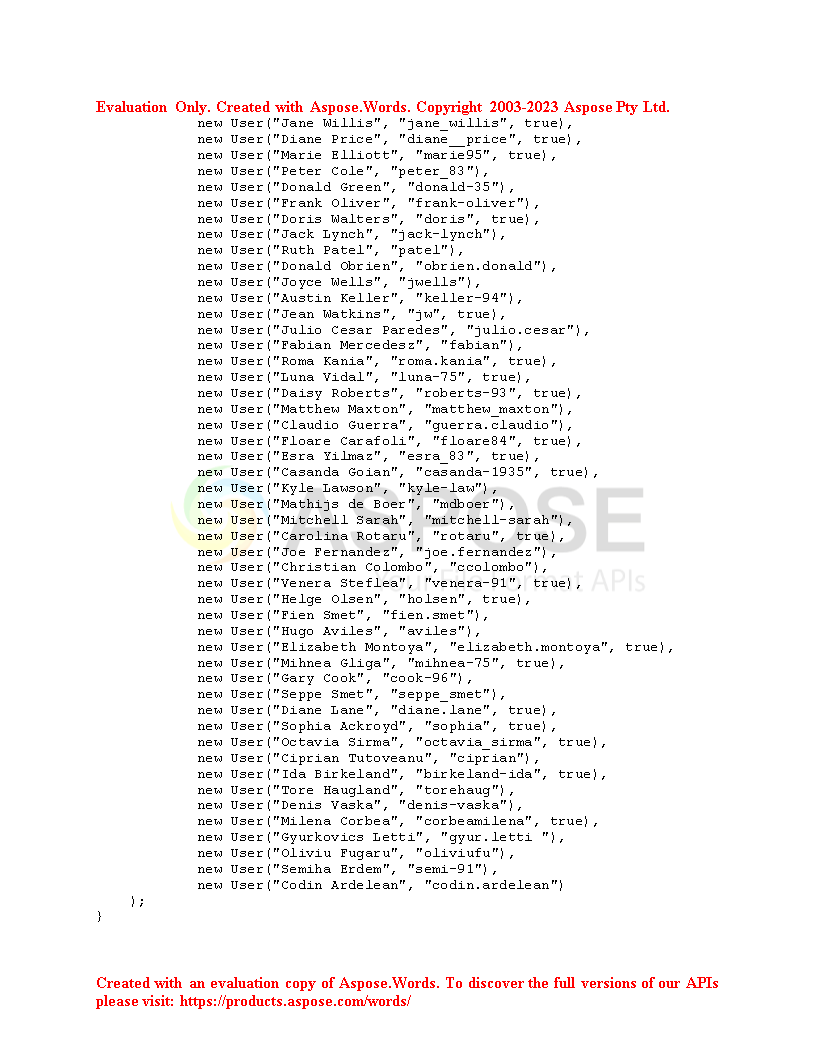 Evaluation Only. Created with Aspose.Words. Copyright 2003-2023 Aspose Pty Ltd.
new User("Jane Willis", "jane_willis", true),
new User("Diane Price", "diane__price", true),
new User("Marie Elliott", "marie95", true),
new User("Peter Cole", "peter_83"),
new User("Donald Green", "donald-35"),
new User("Frank Oliver", "frank-oliver"),
new User("Doris Walters", "doris", true),
new User("Jack Lynch", "jack-lynch"),
new User("Ruth Patel", "patel"),
new User("Donald Obrien", "obrien.donald"),
new User("Joyce Wells", "jwells"),
new User("Austin Keller", "keller-94"),
new User("Jean Watkins", "jw", true),
new User("Julio Cesar Paredes", "julio.cesar"),
new User("Fabian Mercedesz", "fabian"),
new User("Roma Kania", "roma.kania", true),
new User("Luna Vidal", "luna-75", true),
new User("Daisy Roberts", "roberts-93", true),
new User("Matthew Maxton", "matthew_maxton"),
new User("Claudio Guerra", "guerra.claudio"),
new User("Floare Carafoli", "floare84", true),
new User("Esra Yilmaz", "esra_83", true),
new User("Casanda Goian", "casanda-1935", true),
new User("Kyle Lawson", "kyle-law"),
new User("Mathijs de Boer", "mdboer"),
new User("Mitchell Sarah", "mitchell-sarah"),
new User("Carolina Rotaru", "rotaru", true),
new User("Joe Fernandez", "joe.fernandez"),
new User("Christian Colombo", "ccolombo"),
new User("Venera Steflea", "venera-91", true),
new User("Helge Olsen", "holsen", true),
new User("Fien Smet", "fien.smet"),
new User("Hugo Aviles", "aviles"),
new User("Elizabeth Montoya", "elizabeth.montoya", true),
new User("Mihnea Gliga", "mihnea-75", true),
new User("Gary Cook", "cook-96"),
new User("Seppe Smet", "seppe_smet"),
new User("Diane Lane", "diane.lane", true),
new User("Sophia Ackroyd", "sophia", true),
new User("Octavia Sirma", "octavia_sirma", true),
new User("Ciprian Tutoveanu", "ciprian"),
new User("Ida Birkeland", "birkeland-ida", true),
new User("Tore Haugland", "torehaug"),
new User("Denis Vaska", "denis-vaska"),
new User("Milena Corbea", "corbeamilena", true),
new User("Gyurkovics Letti", "gyur.letti "),
new User("Oliviu Fugaru", "oliviufu"),
new User("Semiha Erdem", "semi-91"),
new User("Codin Ardelean", "codin.ardelean")
);
}
ASPOSE
APIs
Created with an evaluation copy of Aspose.Words. To discover the full versions of our APIs
please visit: https://products.aspose.com/words/